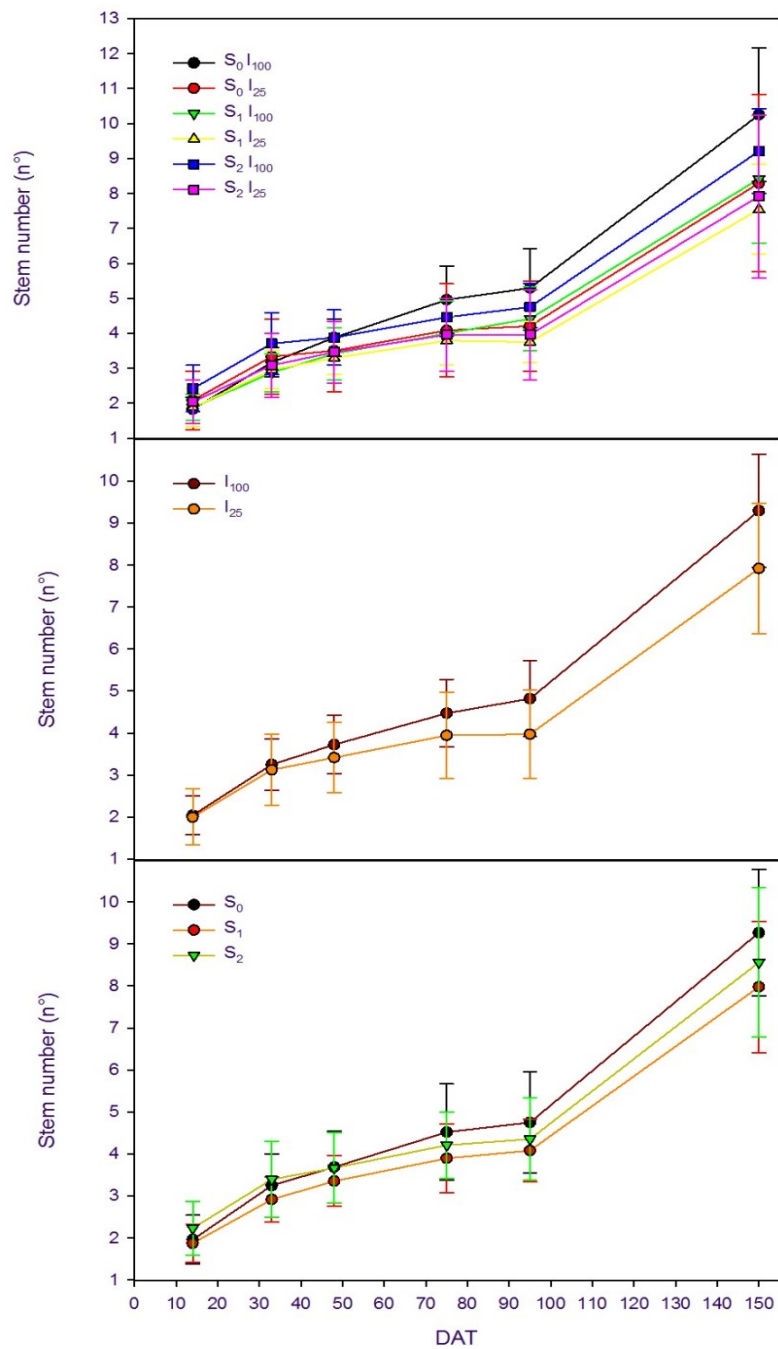 13
12
11
10
9
8
7
6
5
4
3
2
1
Stem number (n°)
S₀ I₁₀₀
S₀ I₂₅
S₁ I₁₀₀
S₁ I₂₅
S₂ I₁₀₀
S₂ I₂₅
10
9
8
7
6
5
4
3
2
1
Stem number (n°)
I₁₀₀
I₂₅
10
9
8
7
6
5
4
3
2
1
Stem number (n°)
S₀
S₁
S₂
0 10 20 30 40 50 60 70 80 90 100 110 120 130 140 150
DAT